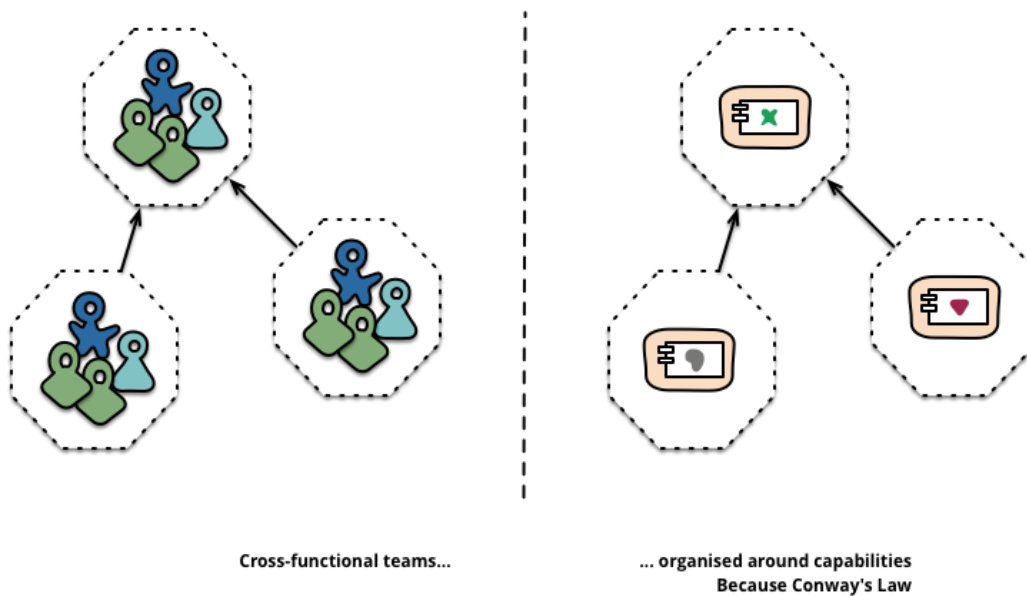 Cross-functional teams...
... organised around capabilities
Because Conway's Law